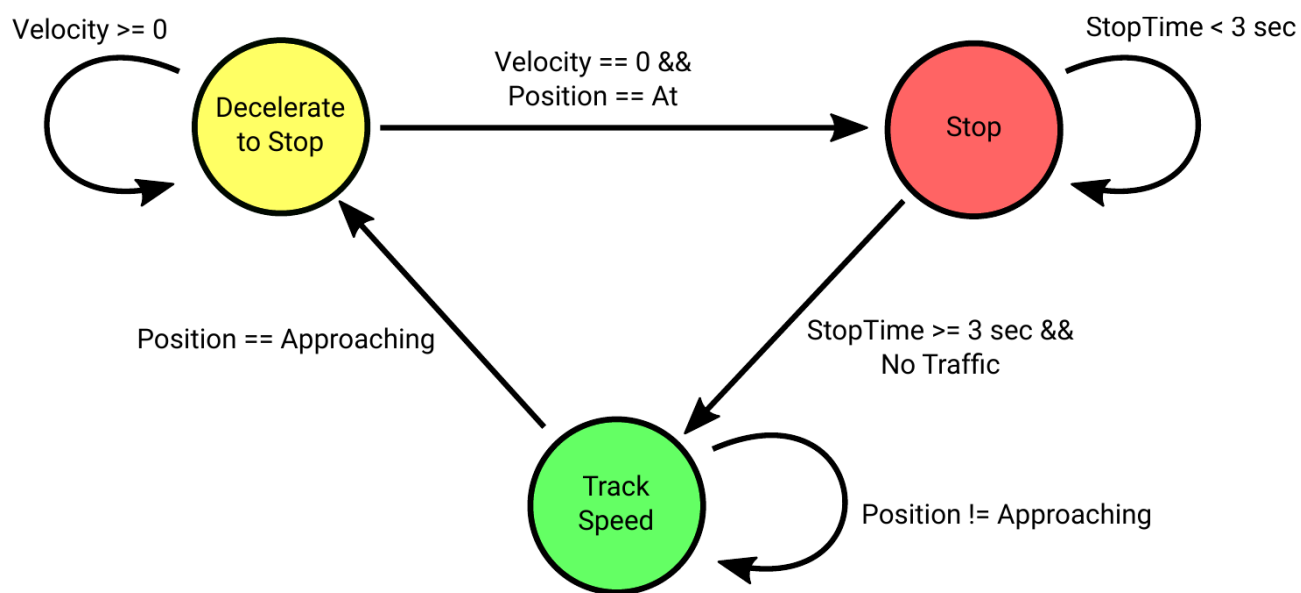 Velocity >= 0
Decelerate
to Stop
Velocity == 0 &&
Position == At
Stop
StopTime < 3 sec
Position == Approaching
StopTime >= 3 sec &&
No Traffic
Track
Speed
Position != Approaching